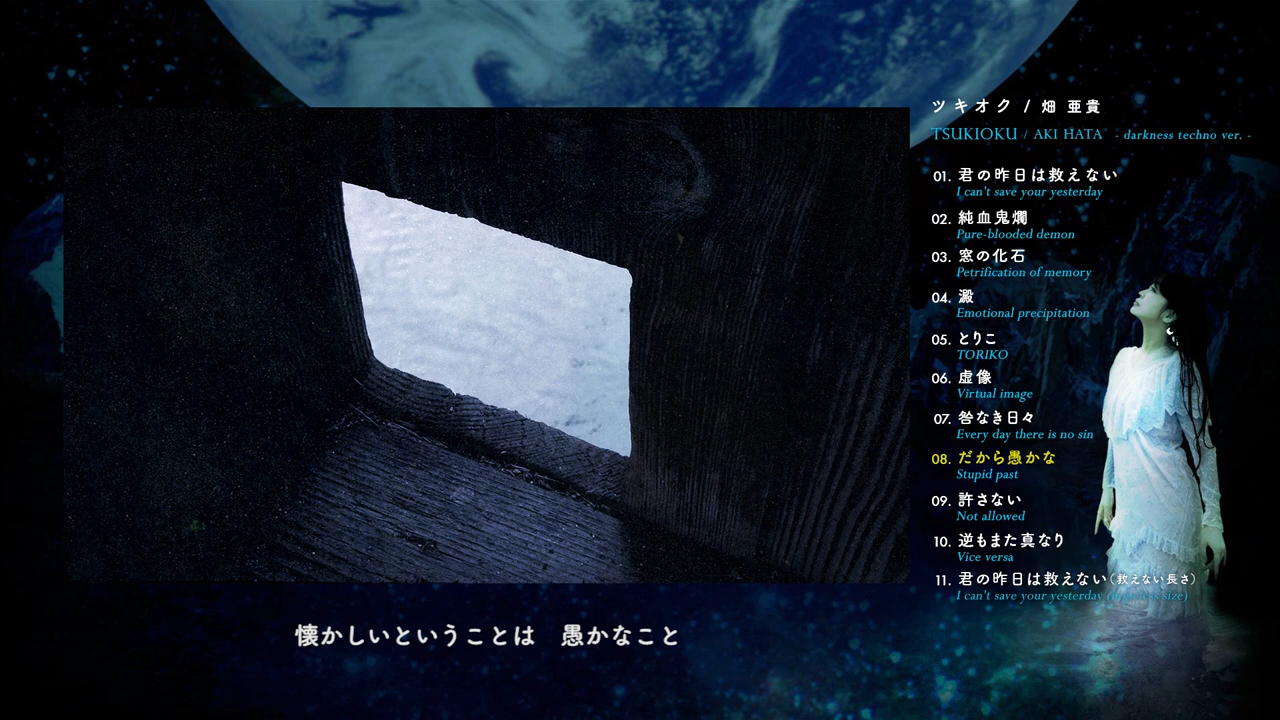 ツキオク / 畑 亜貴
TSUKIOKU / AKI HATA - darkness techno ver. -
01. 君の昨日は救えない
I can't save your yesterday
02. 純血鬼爛
Pure-blooded demon
03. 窓の化石
Petrification of memory
04. 澱
Emotional precipitation
05. とりこ
TORIKO
06. 虚像
Virtual image
07. 咎なき日々
Every day there is no sin
08. だから愚かな
Stupid past
09. 許さない
Not allowed
10. 逆もまた真なり
Vice versa
11. 君の昨日は救えない(救えない長さ)
I can't save your yesterday size)
懐かしいということは 愚かなこと